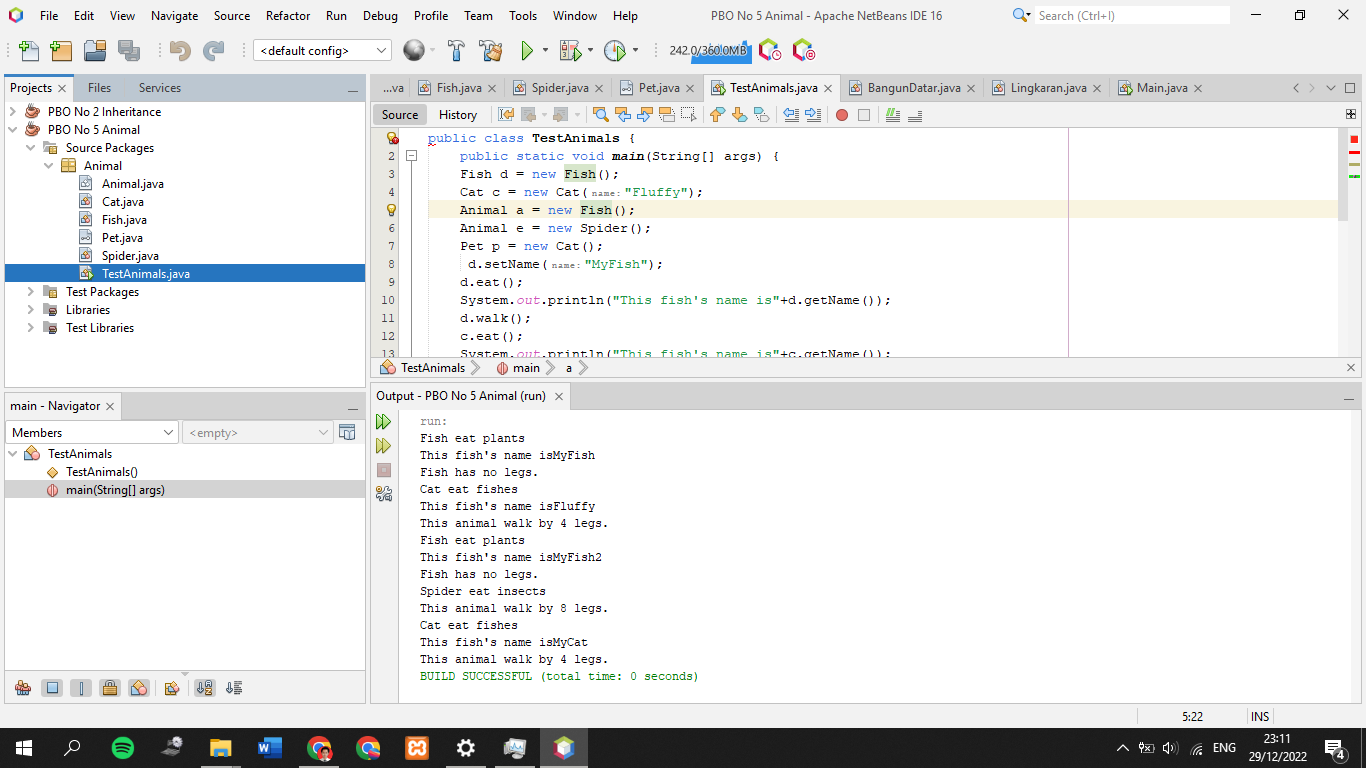 File Edit View Navigate Source Refactor Run Debug Profile Team Tools Window Help
PBO No 5 Animal - Apache NetBeans IDE 16
Search (Ctrl+I)
<default config>
242.0/360.0MB
Projects Files Services
PBO No 2 Inheritance
PBO No 5 Animal
Source Packages
Animal
Animal.java
Cat.java
Fish.java
Pet.java
Spider.java
TestAnimals.java
Test Packages
Libraries
Test Libraries
main - Navigator
Members
<empty>
TestAnimals
TestAnimals()
main(String[] args)
...va Fish.java Spider.java Pet.java TestAnimals.java BangunDatar.java Lingkaran.java Main.java
Source History
public class TestAnimals {
2 public static void main(String[] args) {
3 Fish d = new Fish();
4 Cat c = new Cat( name: "Fluffy");
Animal a = new Fish();
6 Animal e = new Spider();
7 Pet p = new Cat();
8 d.setName( name: "MyFish");
9 d.eat();
10 System.out.println("This fish's name is"+d.getName());
11 d.walk();
12 c.eat();
13 System.out.println("This fish's name is"+c.getName());
TestAnimals main a
Output - PBO No 5 Animal (run)
run:
Fish eat plants
This fish's name isMyFish
Fish has no legs.
Cat eat fishes
This fish's name isFluffy
This animal walk by 4 legs.
Fish eat plants
This fish's name isMyFish2
Fish has no legs.
Spider eat insects
This animal walk by 8 legs.
Cat eat fishes
This fish's name isMyCat
This animal walk by 4 legs.
BUILD SUCCESSFUL (total time: 0 seconds)
5:22 INS
ENG
23:11
29/12/2022
4